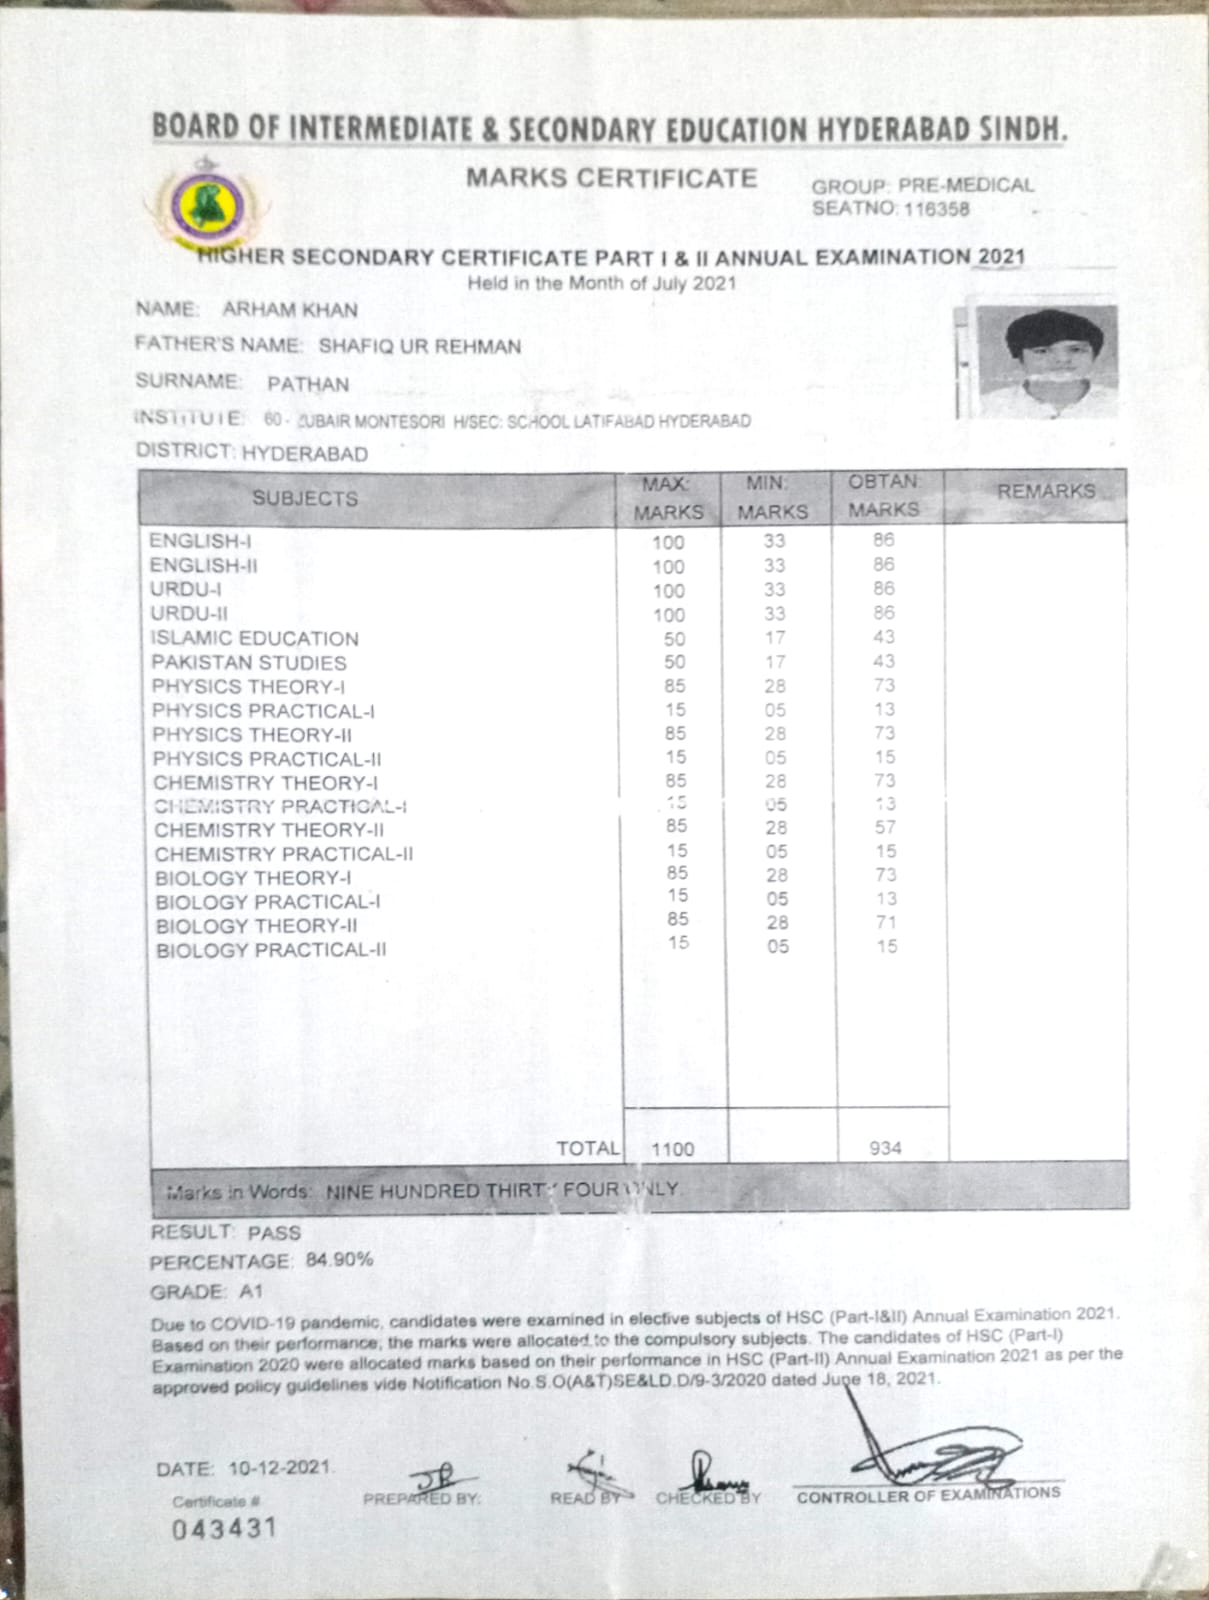 BOARD OF INTERMEDIATE & SECONDARY EDUCATION HYDERABAD SINDH.
MARKS CERTIFICATE
GROUP: PRE-MEDICAL
SEATNO: 116358
HIGHER SECONDARY CERTIFICATE PART I & II ANNUAL EXAMINATION 2021
Held in the Month of July 2021
NAME: ARHAM KHAN
FATHER'S NAME: SHAFIQ UR REHMAN
SURNAME: PATHAN
INSTITUTE: 60- ZUBAIR MONTESORI H/SEC: SCHOOL LATIFABAD HYDERABAD
DISTRICT: HYDERABAD
SUBJECTS MAX: MARKS MIN: MARKS OBTAN: MARKS REMARKS
ENGLISH-I 100 33 86
ENGLISH-II 100 33 86
URDU-I 100 33 86
URDU-II 100 33 86
ISLAMIC EDUCATION 50 17 43
PAKISTAN STUDIES 50 17 43
PHYSICS THEORY-I 85 28 73
PHYSICS PRACTICAL-I 15 05 13
PHYSICS THEORY-II 85 28 73
PHYSICS PRACTICAL-II 15 05 15
CHEMISTRY THEORY-I 85 28 73
CHEMISTRY PRACTICAL-I 15 05 13
CHEMISTRY THEORY-II 85 28 57
CHEMISTRY PRACTICAL-II 15 05 15
BIOLOGY THEORY-I 85 28 73
BIOLOGY PRACTICAL-I 15 05 13
BIOLOGY THEORY-II 85 28 71
BIOLOGY PRACTICAL-II 15 05 15
TOTAL 1100 934
Marks in Words: NINE HUNDRED THIRTY FOUR ONLY.
RESULT: PASS
PERCENTAGE: 84.90%
GRADE: A1
Due to COVID-19 pandemic, candidates were examined in elective subjects of HSC (Part-I&II) Annual Examination 2021.
Based on their performance, the marks were allocated to the compulsory subjects. The candidates of HSC (Part-I)
Examination 2020 were allocated marks based on their performance in HSC (Part-II) Annual Examination 2021 as per the
approved policy guidelines vide Notification No.S.O(A&T)SE&LD.D/9-3/2020 dated June 18, 2021.
DATE: 10-12-2021.
PREPARED BY:
READ BY
CHECKED BY
CONTROLLER OF EXAMINATIONS
Certificate #
043431